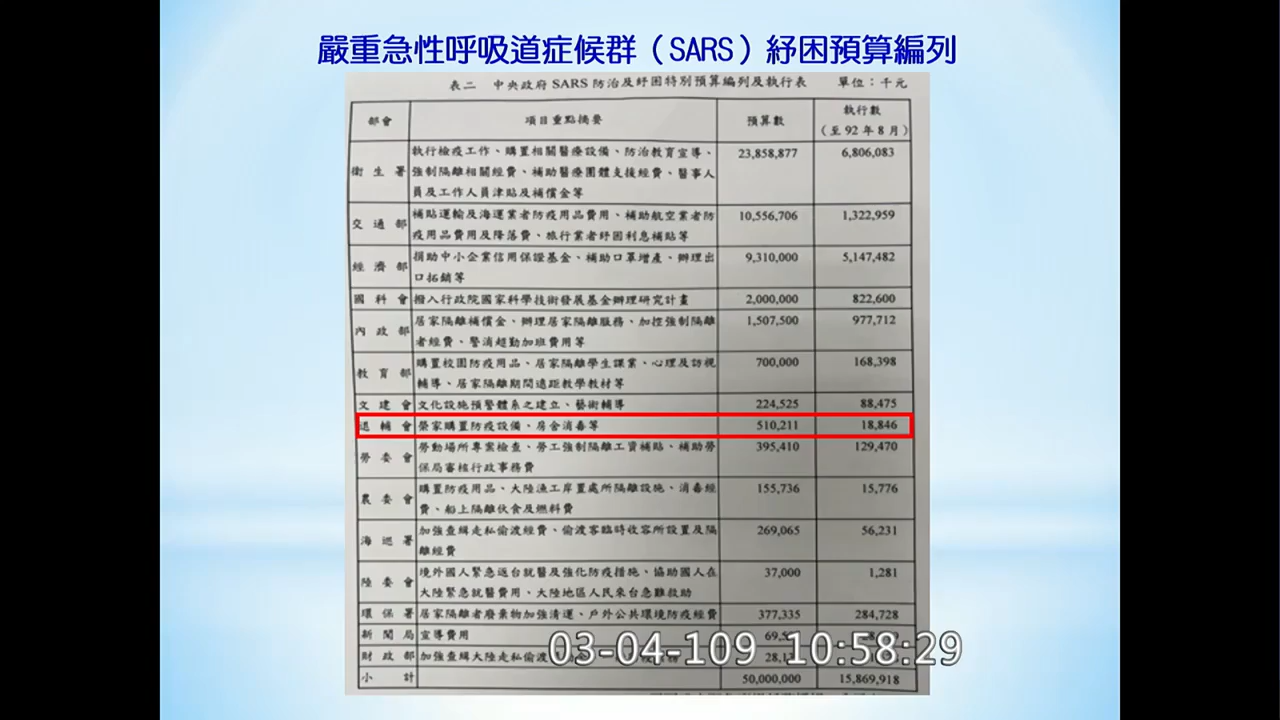 嚴重急性呼吸道症候群（SARS）紓困預算編列
表二 中央政府 SARS 防治及紓困特別預算編列及執行表 單位：千元
部會 項目重點摘要 預算數 執行數
（至 92 年 8 月）
執行檢疫工作、購置相關醫療設備、防治教育宣導、 23,858,877 6,806,083
衛生署 強制隔離相關經費、補助醫療團體支援經費、醫事人
員及工作人員津貼及補償金等
交通部 補貼運輸及海運業者防疫用品費用、補助航空業者防 10,556,706 1,322,959
疫用品費用及降落費、旅行業者紓困利息補貼等
經濟部 捐助中小企業信用保證基金、補助口罩增產、辦理出 9,310,000 5,147,482
口拓銷等
國科會 撥入行政院國家科學技術發展基金辦理研究計畫 2,000,000 822,600
內政部 居家隔離補償金、辦理居家隔離服務、加控強制隔離 1,507,500 977,712
者經費、警消超勤加班費用等
教育部 購置校園防疫用品、居家隔離學生課業、心理及訪視 700,000 168,398
輔導、居家隔離期間遠距教學教材等
文建會 文化設施預警體系之建立、藝術輔導 224,525 88,475
退輔會 榮家購置防疫設備、房舍消毒等 510,211 18,846
勞委會 勞動場所專案檢查、勞工強制隔離工資補貼、補助勞 395,410 129,470
保局審核行政事務費
農委會 購置防疫用品、大陸漁工岸置處所隔離設施、消毒經 155,736 15,776
費、船上隔離伙食及燃料費
海巡署 加強查緝走私偷渡經費、偷渡客臨時收容所設置及隔 269,065 56,231
離經費
陸委會 境外國人緊急返台就醫及強化防疫措施、協助國人在 37,000 1,281
大陸緊急就醫費用、大陸地區人民來台急難救助
環保署 居家隔離者廢棄物加強清運、戶外公共環境防疫經費 377,335 284,728
新聞局 宣導費用
財政部 加強查緝大陸走私偷渡
小計 50,000,000 15,869,918
03-04-109 10:58:29